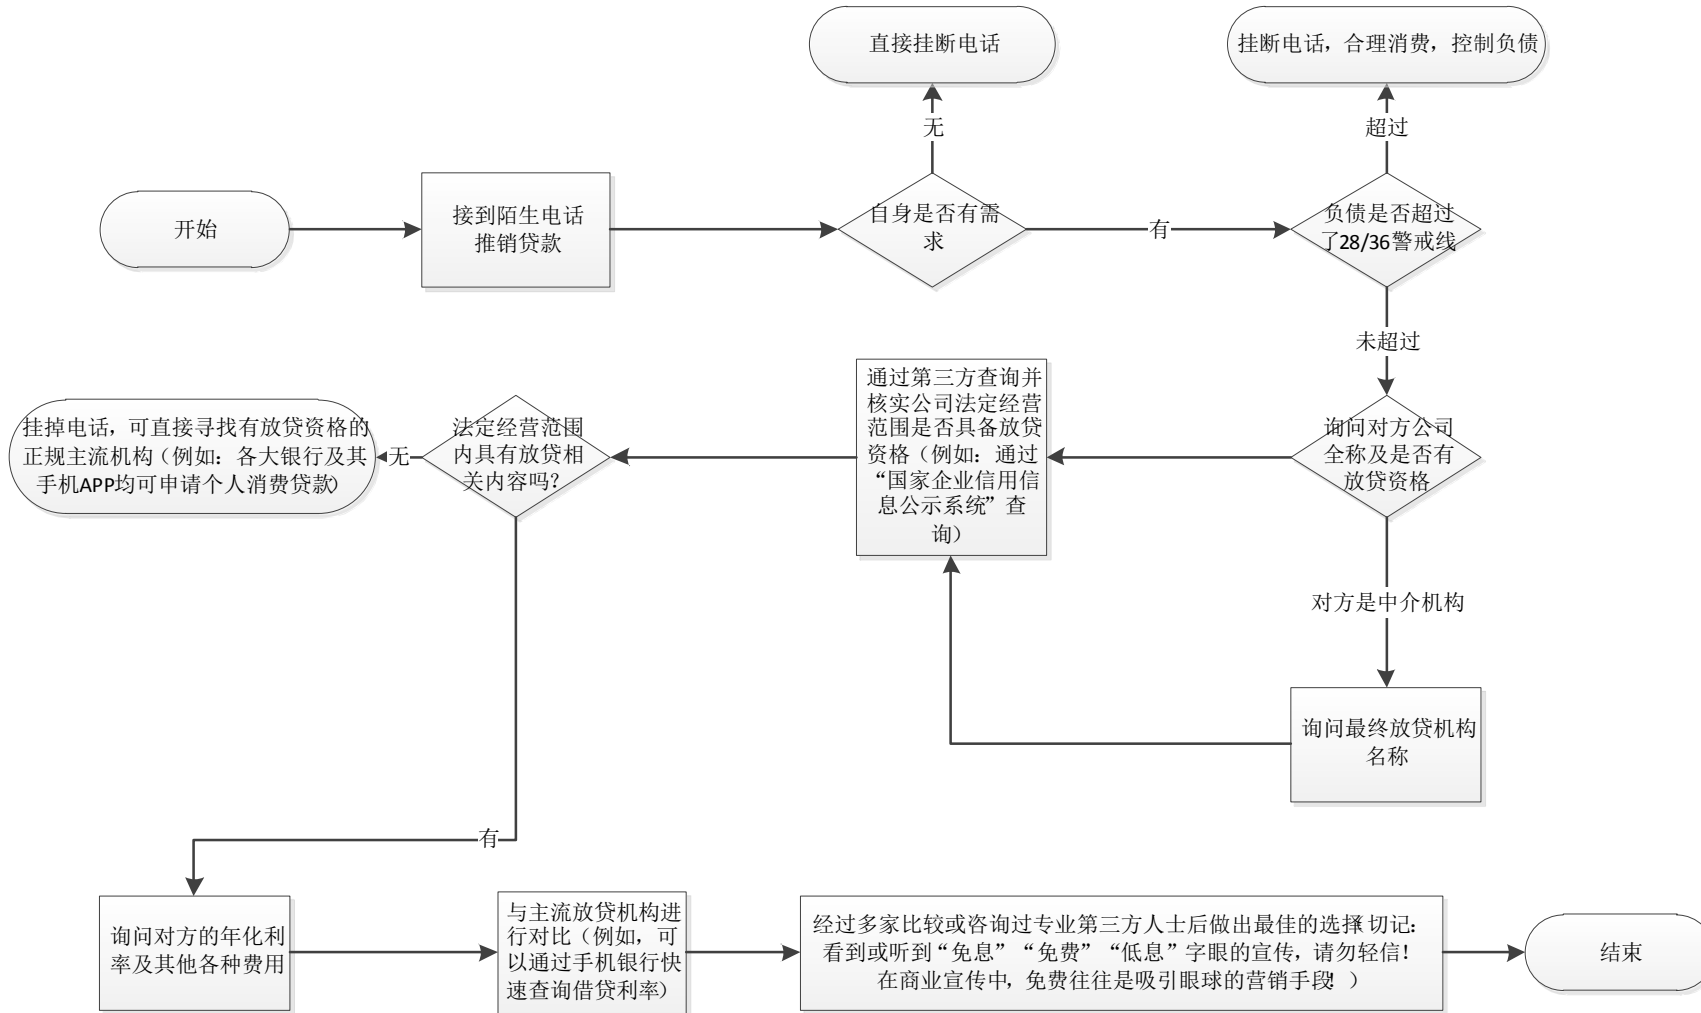 直接挂断电话
挂断电话，合理消费，控制负债
无
超过
开始
接到陌生电话
推销贷款
自身是否有需
求
有
负债是否超过
了28/36警戒线
未超过
挂掉电话，可直接寻找有放贷资格的
正规主流机构（例如：各大银行及其
手机APP均可申请个人消费贷款）
无
法定经营范围
内具有放贷相
关内容吗？
通过第三方查询并
核实公司法定经营
范围是否具备放贷
资格（例如：通过
“国家企业信用信
息公示系统”查
询）
询问对方公司
全称及是否有
放贷资格
对方是中介机构
询问最终放贷机构
名称
有
询问对方的年化利
率及其他各种费用
与主流放贷机构进
行对比（例如，可
以通过手机银行快
速查询借贷利率）
经过多家比较或咨询过专业第三方人士后做出最佳的选择 切记：
看到或听到“免息”“免费”“低息”字眼的宣传，请勿轻信！
在商业宣传中，免费往往是吸引眼球的营销手段！）
结束